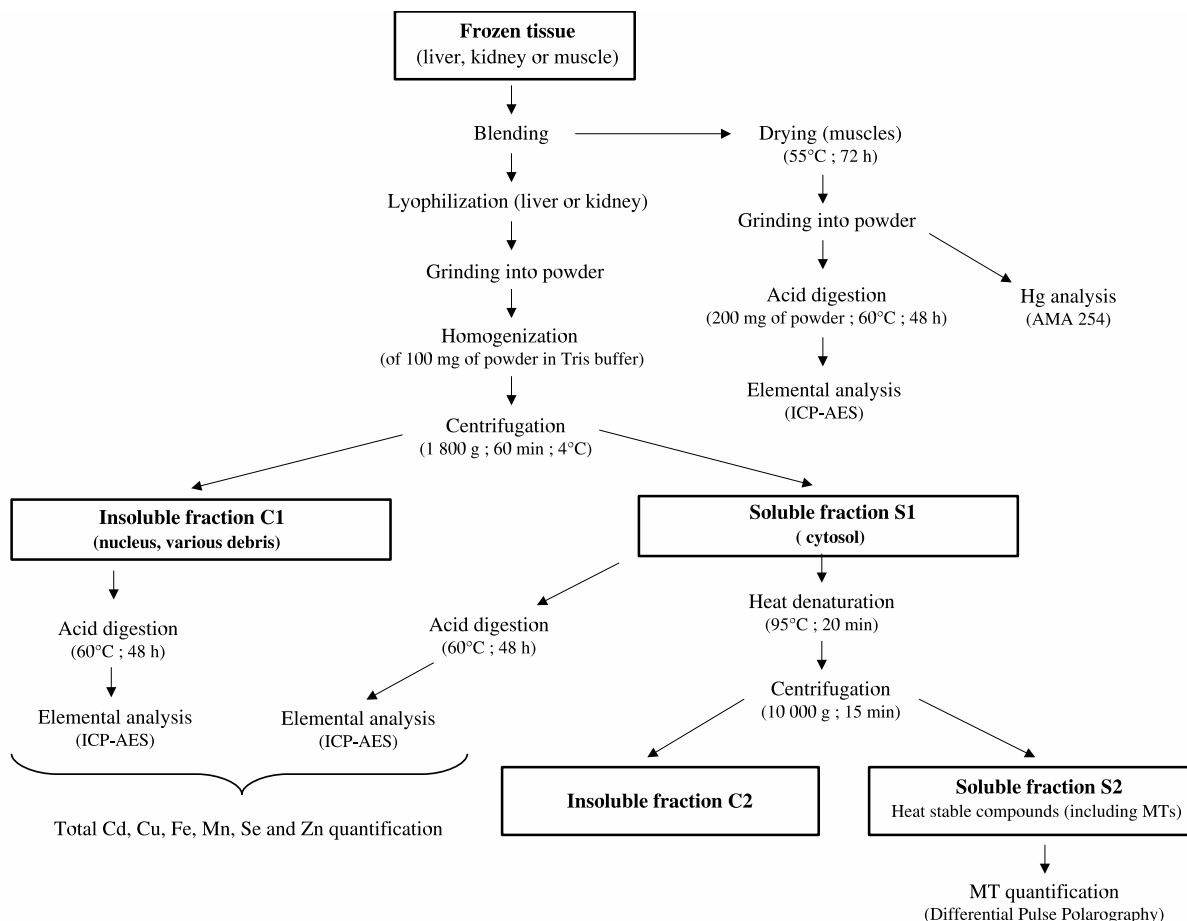 Frozen tissue
(liver, kidney or muscle)
Blending
Drying (muscles)
(55°C ; 72 h)
Lyophilization (liver or kidney)
Grinding into powder
Grinding into powder
Acid digestion
(200 mg of powder ; 60°C ; 48 h)
Hg analysis
(AMA 254)
Homogenization
(of 100 mg of powder in Tris buffer)
Elemental analysis
(ICP-AES)
Centrifugation
(1 800 g ; 60 min ; 4°C)
Insoluble fraction C1
(nucleus, various debris)
Soluble fraction S1
( cytosol)
Acid digestion
(60°C ; 48 h)
Acid digestion
(60°C ; 48 h)
Heat denaturation
(95°C ; 20 min)
Elemental analysis
(ICP-AES)
Elemental analysis
(ICP-AES)
Centrifugation
(10 000 g ; 15 min)
Total Cd, Cu, Fe, Mn, Se and Zn quantification
Insoluble fraction C2
Soluble fraction S2
Heat stable compounds (including MTs)
MT quantification
(Differential Pulse Polarography)